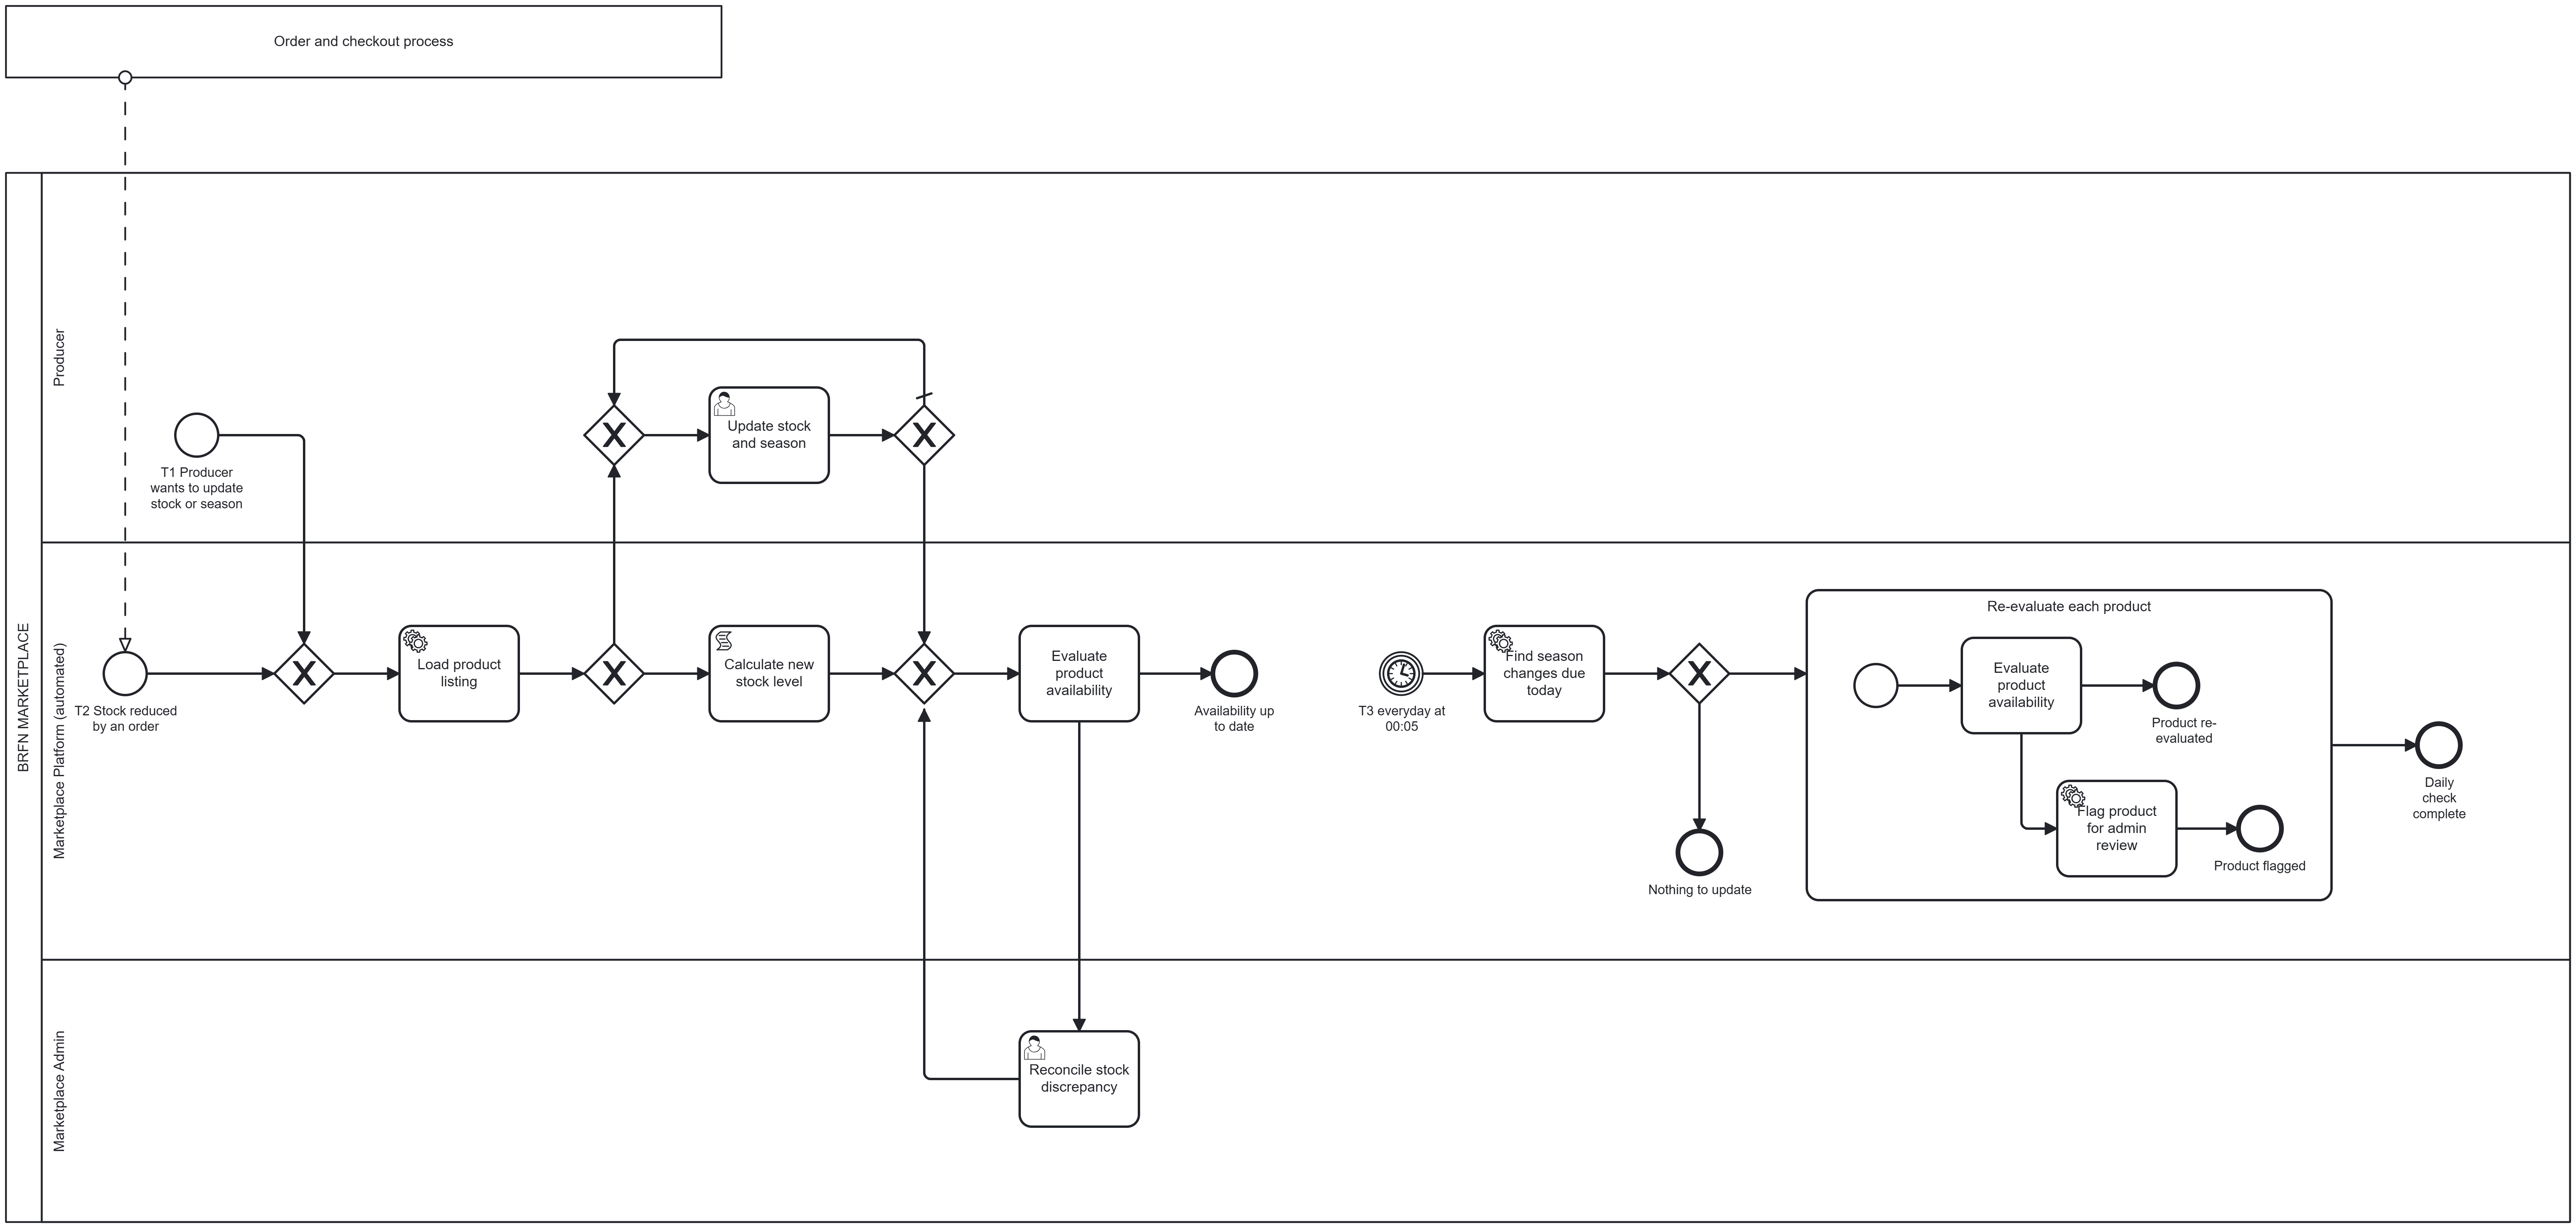 Order and checkout process
BRFN MARKETPLACE
Producer
T1 Producer
wants to update
stock or season
Update stock
and season
Marketplace Platform (automated)
T2 Stock reduced
by an order
Load product
listing
Calculate new
stock level
Evaluate
product
availability
Availability up
to date
T3 everyday at
00:05
Find season
changes due
today
Nothing to update
Re-evaluate each product
Evaluate
product
availability
Product re-
evaluated
Flag product
for admin
review
Product flagged
Daily
check
complete
Marketplace Admin
Reconcile stock
discrepancy